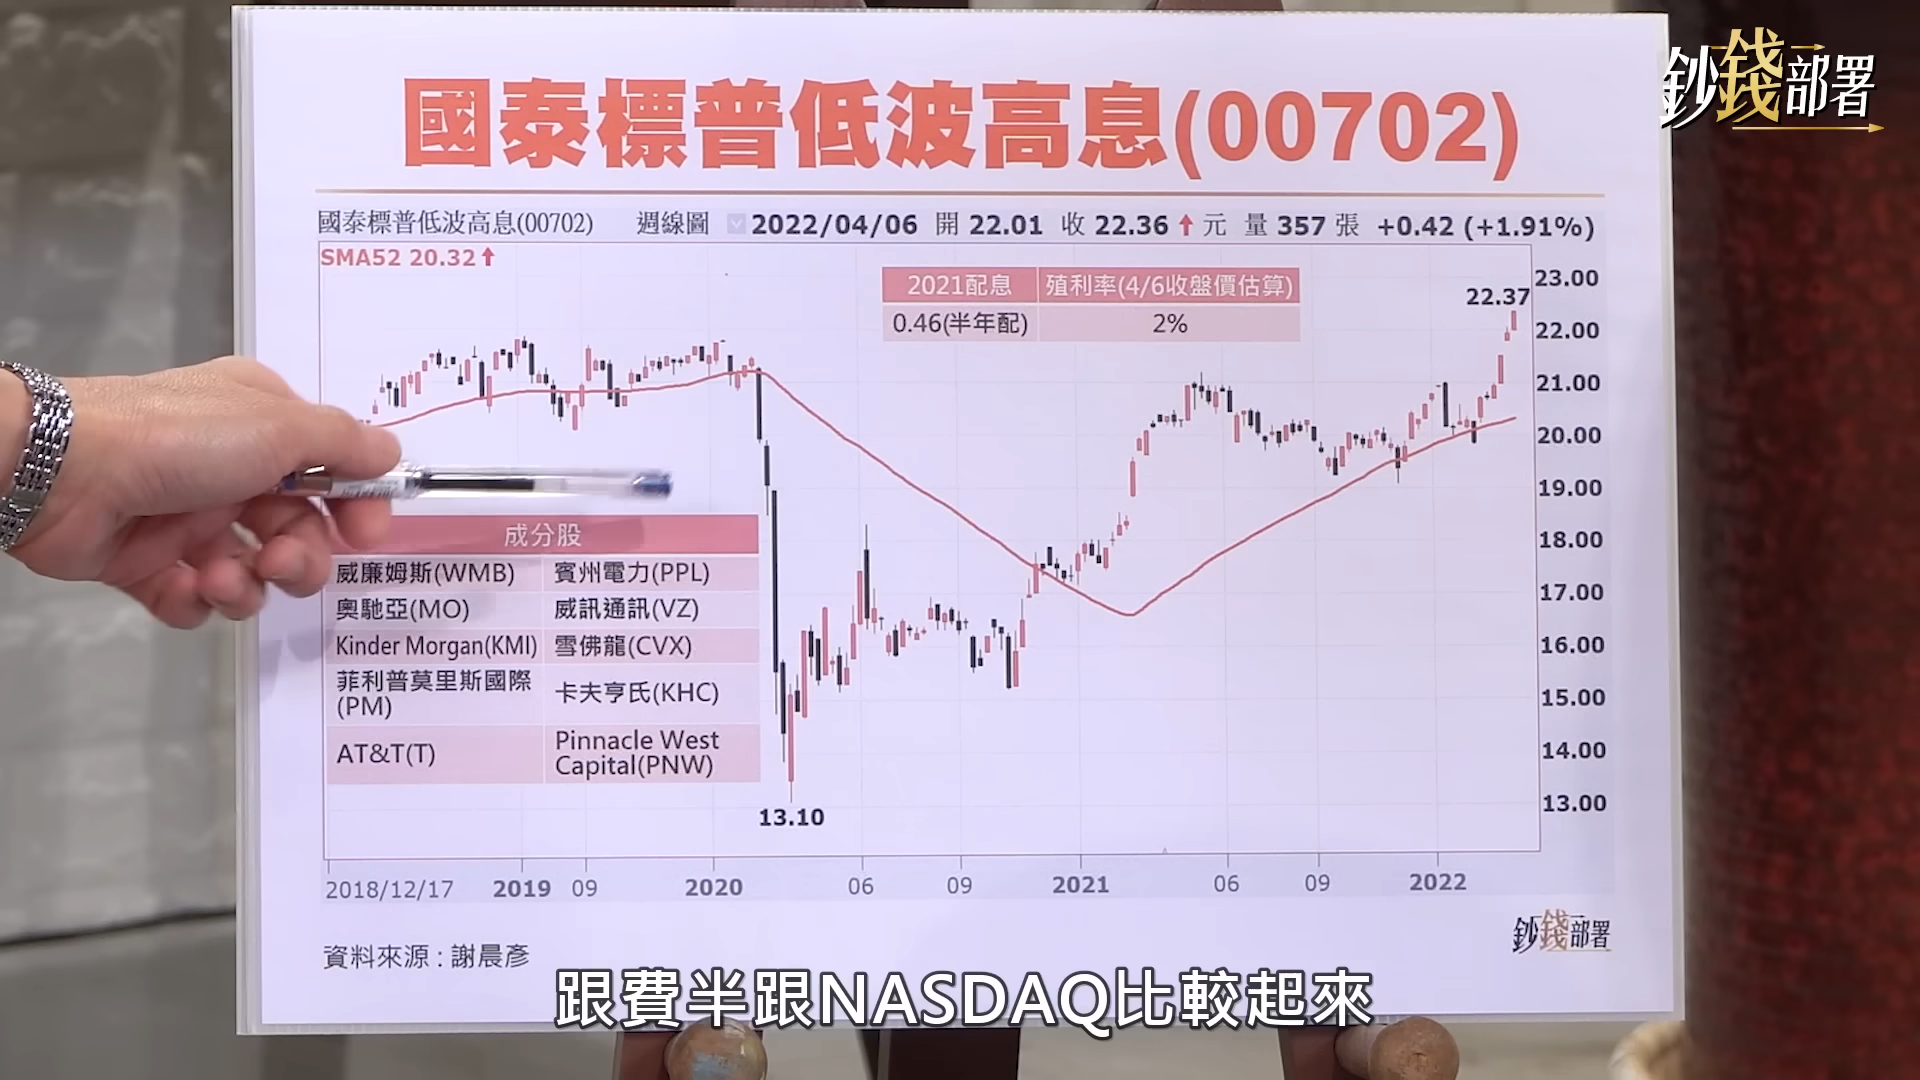 鈔錢部署
國泰標普低波高息(00702)
國泰標普低波高息(00702) 週線圖 2022/04/06 開 22.01 收 22.36 ↑ 元 量 357 張 +0.42 (+1.91%)
SMA52 20.32↑
2021配息 殖利率(4/6收盤價估算)
0.46(半年配) 2%
22.37
23.00
22.00
21.00
20.00
19.00
18.00
17.00
16.00
15.00
14.00
13.00
成分股
威廉姆斯(WMB) 賓州電力(PPL)
奧馳亞(MO) 威訊通訊(VZ)
Kinder Morgan(KMI) 雪佛龍(CVX)
菲利普莫里斯國際
(PM)
卡夫亨氏(KHC)
AT&T(T)
Pinnacle West
Capital(PNW)
13.10
2018/12/17 2019 09 2020 06 09 2021 06 09 2022
鈔錢部署
資料來源:謝晨彥
跟費半跟NASDAQ比較起來